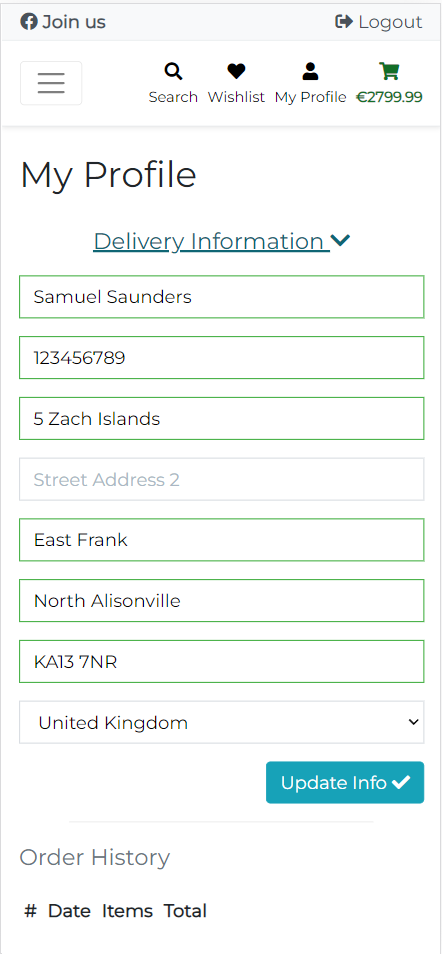 Join us Logout
Search Wishlist My Profile €2799.99
My Profile
Delivery Information
Samuel Saunders
123456789
5 Zach Islands
Street Address 2
East Frank
North Alisonville
KA13 7NR
United Kingdom
Update Info
Order History
# Date Items Total